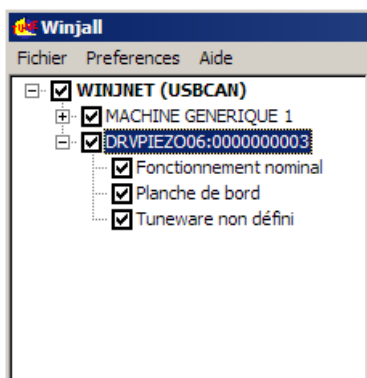 Winjall
Fichier Preferences Aide
WINJNET (USBCAN)
MACHINE GENERIQUE 1
DRVPIEZO06:0000000003
Fonctionnement nominal
Planche de bord
Tuneware non défini